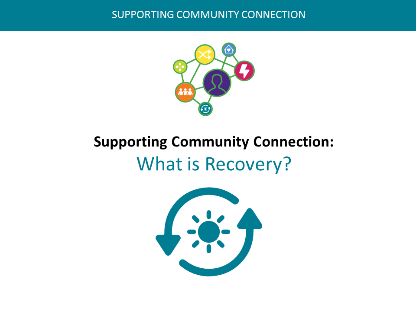 SUPPORTING COMMUNITY CONNECTION
Supporting Community Connection:
What is Recovery?